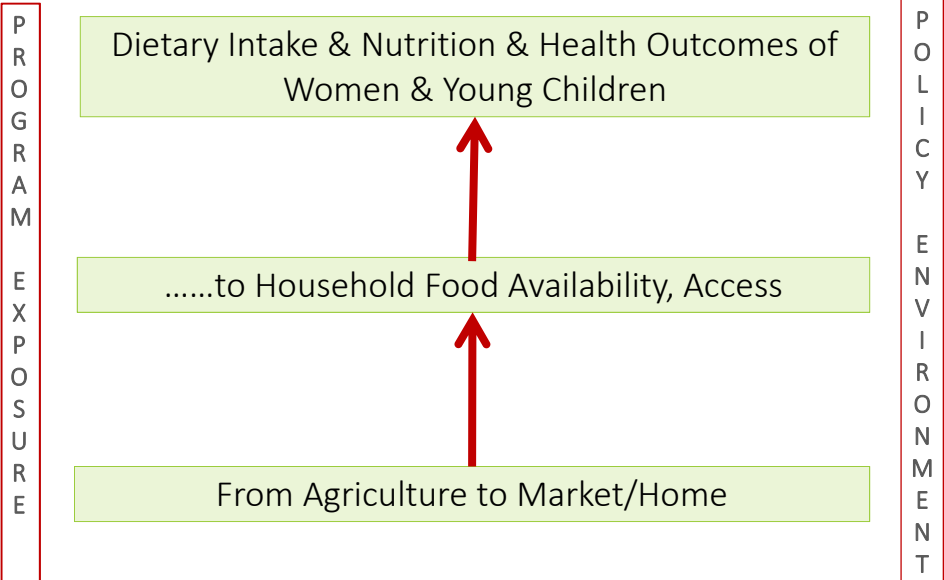 PROGRAM EXPOSURE
Dietary Intake & Nutrition & Health Outcomes of
Women & Young Children
……to Household Food Availability, Access
From Agriculture to Market/Home
POLICY ENVIRONMENT